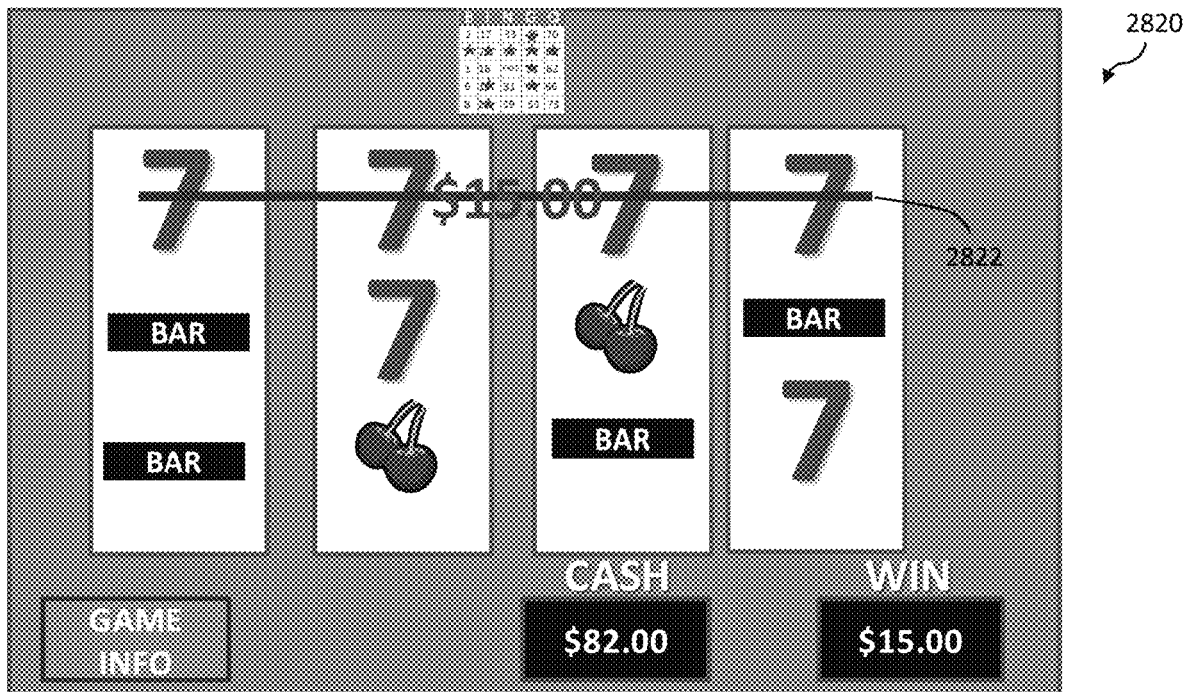 2820
B I N G O
7 7 $15.00 7 7
2822
BAR 7 BAR
BAR BAR 7
CASH WIN
GAME
INFO
$82.00 $15.00